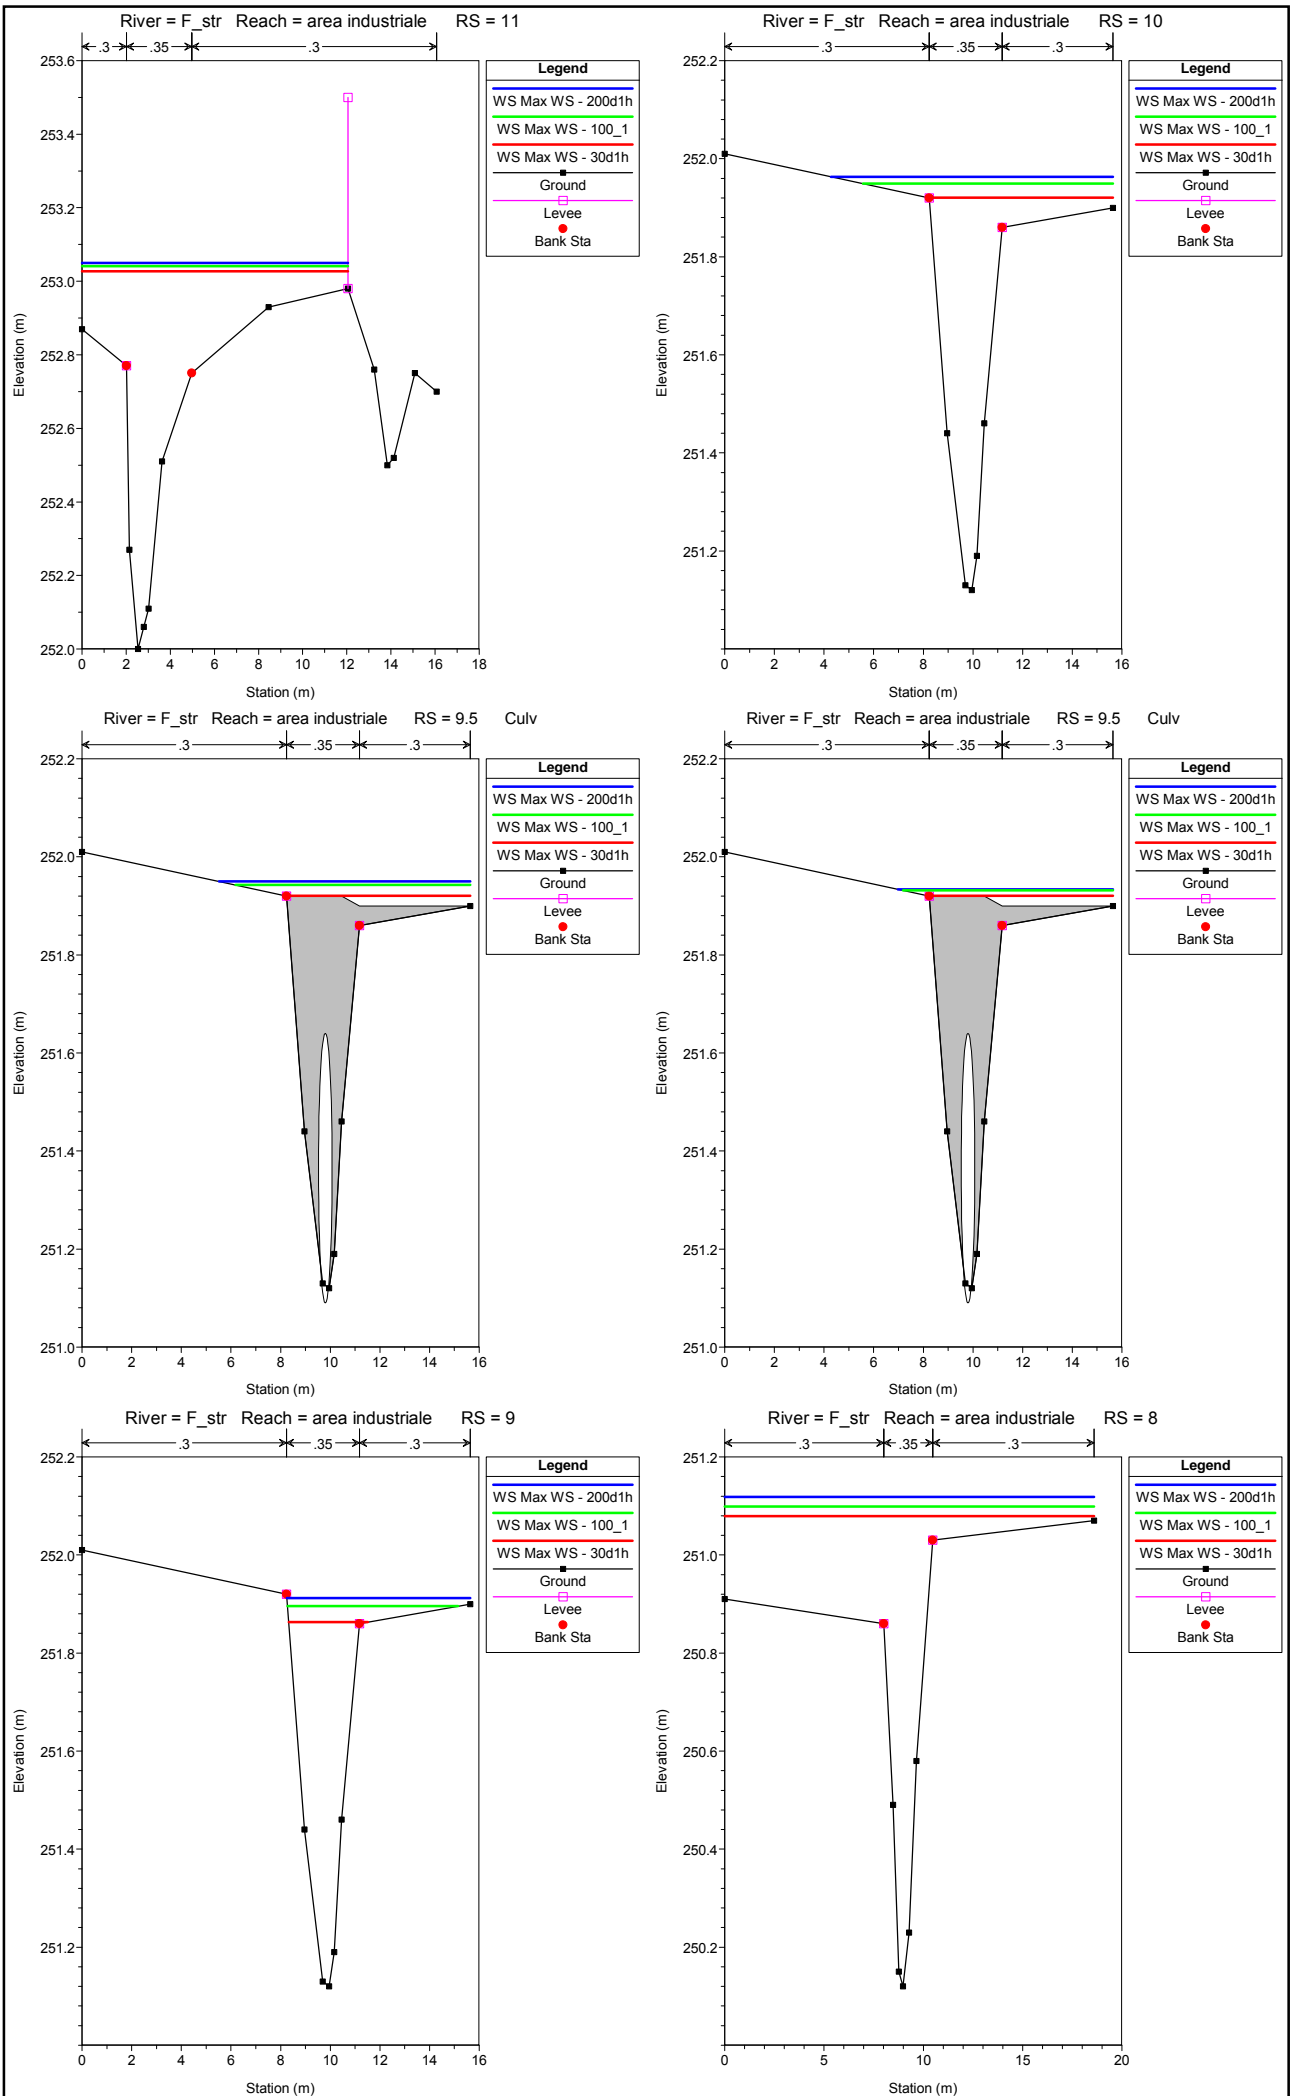 River = F_str Reach = area industriale RS = 11
.3 .35 .3
253.6
253.4
253.2
253.0
252.8
252.6
252.4
252.2
252.0
Elevation (m)
0 2 4 6 8 10 12 14 16 18
Station (m)
Legend
WS Max WS - 200d1h
WS Max WS - 100_1
WS Max WS - 30d1h
Ground
Levee
Bank Sta
River = F_str Reach = area industriale RS = 10
.3 .35 .3
252.2
252.0
251.8
251.6
251.4
251.2
Elevation (m)
0 2 4 6 8 10 12 14 16
Station (m)
Legend
WS Max WS - 200d1h
WS Max WS - 100_1
WS Max WS - 30d1h
Ground
Levee
Bank Sta
River = F_str Reach = area industriale RS = 9.5 Culv
.3 .35 .3
252.2
252.0
251.8
251.6
251.4
251.2
251.0
Elevation (m)
0 2 4 6 8 10 12 14 16
Station (m)
Legend
WS Max WS - 200d1h
WS Max WS - 100_1
WS Max WS - 30d1h
Ground
Levee
Bank Sta
River = F_str Reach = area industriale RS = 9.5 Culv
.3 .35 .3
252.2
252.0
251.8
251.6
251.4
251.2
251.0
Elevation (m)
0 2 4 6 8 10 12 14 16
Station (m)
Legend
WS Max WS - 200d1h
WS Max WS - 100_1
WS Max WS - 30d1h
Ground
Levee
Bank Sta
River = F_str Reach = area industriale RS = 9
.3 .35 .3
252.2
252.0
251.8
251.6
251.4
251.2
Elevation (m)
0 2 4 6 8 10 12 14 16
Station (m)
Legend
WS Max WS - 200d1h
WS Max WS - 100_1
WS Max WS - 30d1h
Ground
Levee
Bank Sta
River = F_str Reach = area industriale RS = 8
.3 .35 .3
251.2
251.0
250.8
250.6
250.4
250.2
Elevation (m)
0 5 10 15 20
Station (m)
Legend
WS Max WS - 200d1h
WS Max WS - 100_1
WS Max WS - 30d1h
Ground
Levee
Bank Sta